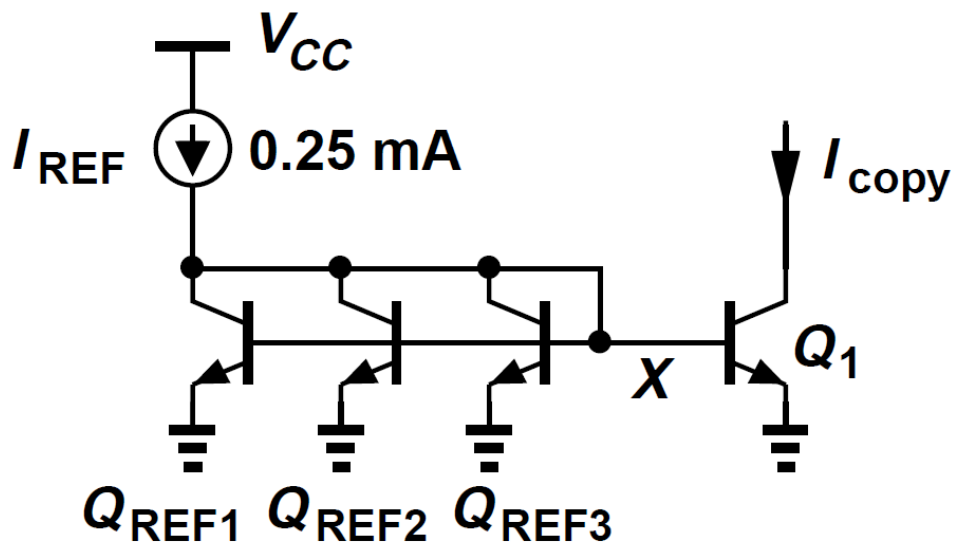 V_CC
I_REF
0.25 mA
I_copy
X
Q_1
Q_REF1
Q_REF2
Q_REF3